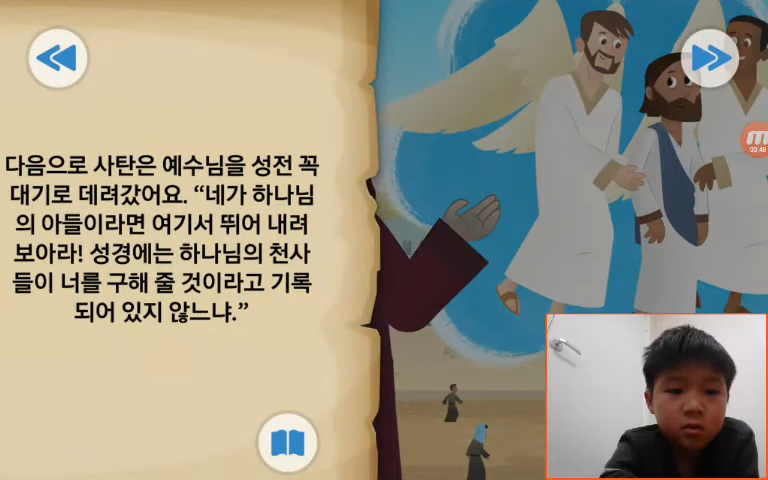 다음으로 사탄은 예수님을 성전 꼭
대기로 데려갔어요. “네가 하나님
의 아들이라면 여기서 뛰어 내려
보아라! 성경에는 하나님의 천사
들이 너를 구해 줄 것이라고 기록
되어 있지 않느냐.”
03:46